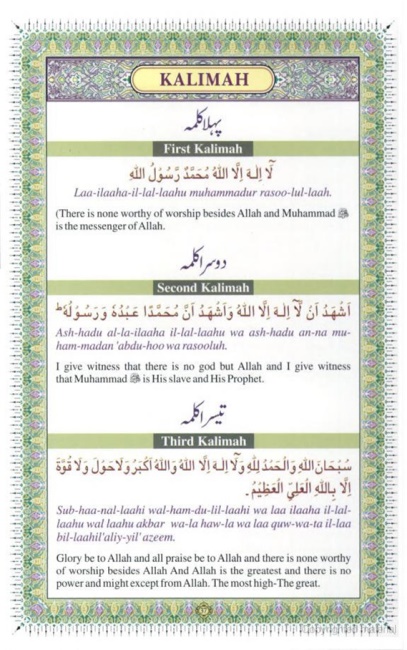 KALIMAH
پہلا کلمہ
First Kalimah
لَآ اِلٰهَ اِلَّا اللّٰهُ مُحَمَّدٌ رَّسُوْلُ اللّٰهِ
Laa-ilaaha-il-lal-laahu muhammadur rasoo-lul-laah.
(There is none worthy of worship besides Allah and Muhammad ﷺ
is the messenger of Allah.
دوسرا کلمہ
Second Kalimah
اَشْهَدُ اَنْ لَّآ اِلٰهَ اِلَّا اللّٰهُ وَاَشْهَدُ اَنَّ مُحَمَّدًا عَبْدُهٗ وَرَسُوْلُهٗ ؕ
Ash-hadu al-la-ilaaha il-lal-laahu wa ash-hadu an-na mu-
ham-madan 'abdu-hoo wa rasooluh.
I give witness that there is no god but Allah and I give witness
that Muhammad ﷺ is His slave and His Prophet.
تیسرا کلمہ
Third Kalimah
سُبْحَانَ اللّٰهِ وَالْحَمْدُ لِلّٰهِ وَلَآ اِلٰهَ اِلَّا اللّٰهُ وَاللّٰهُ اَكْبَرُ وَلَا حَوْلَ وَلَا قُوَّةَ
اِلَّا بِاللّٰهِ الْعَلِيِّ الْعَظِيْمِ .
Sub-haa-nal-laahi wal-ham-du-lil-laahi wa laa ilaaha il-lal-
laahu wal laahu akbar wa-la haw-la wa laa quw-wa-ta il-laa
bil-laahil'aliy-yil' azeem.
Glory be to Allah and all praise be to Allah and there is none worthy
of worship besides Allah And Allah is the greatest and there is no
power and might except from Allah. The most high-The great.